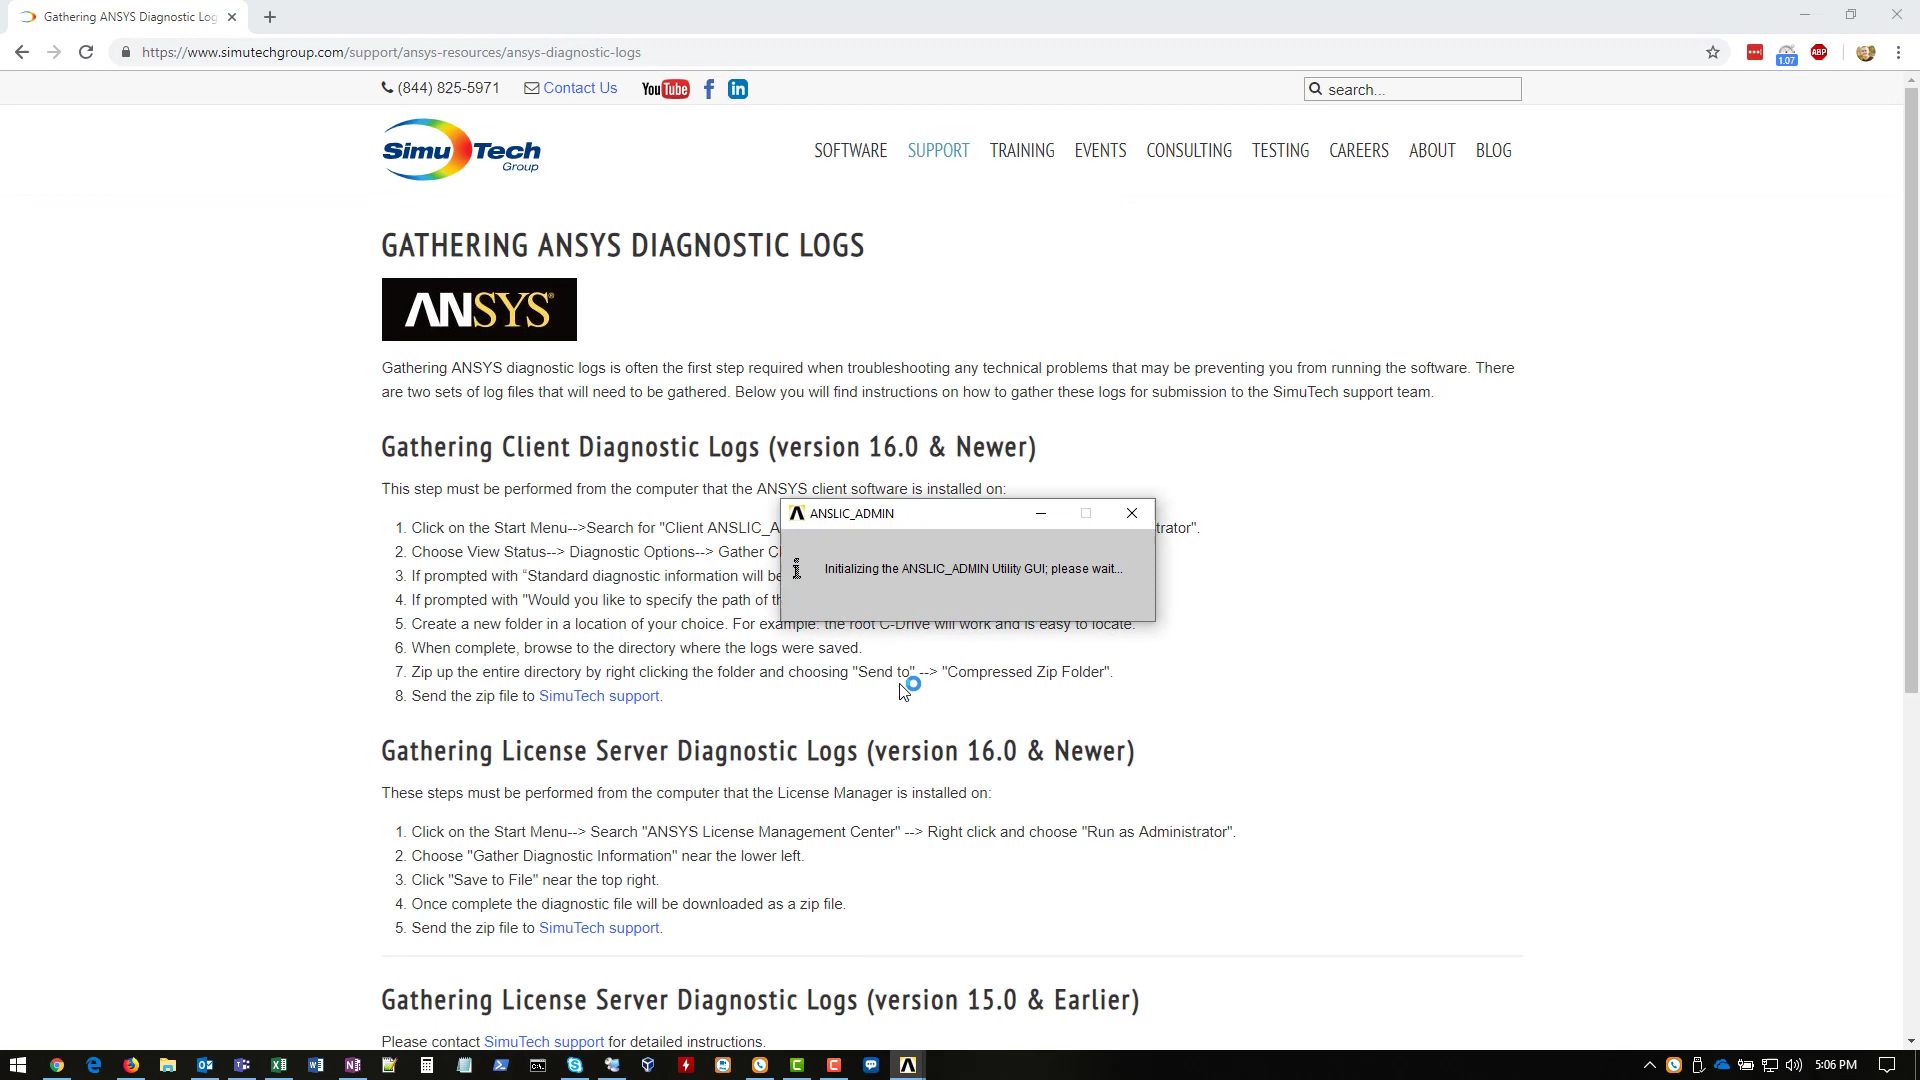 Gathering ANSYS Diagnostic Log
https://www.simutechgroup.com/support/ansys-resources/ansys-diagnostic-logs
1.07
ABP
(844) 825-5971
Contact Us
YouTube
search...
SimuTech
Group
SOFTWARE
SUPPORT
TRAINING
EVENTS
CONSULTING
TESTING
CAREERS
ABOUT
BLOG
GATHERING ANSYS DIAGNOSTIC LOGS
ANSYS®
Gathering ANSYS diagnostic logs is often the first step required when troubleshooting any technical problems that may be preventing you from running the software. There
are two sets of log files that will need to be gathered. Below you will find instructions on how to gather these logs for submission to the SimuTech support team.
Gathering Client Diagnostic Logs (version 16.0 & Newer)
This step must be performed from the computer that the ANSYS client software is installed on:
1. Click on the Start Menu-->Search for "Client ANSLIC_A
trator".
2. Choose View Status--> Diagnostic Options--> Gather C
3. If prompted with “Standard diagnostic information will be
4. If prompted with "Would you like to specify the path of th
5. Create a new folder in a location of your choice. For example: the root C-Drive will work and is easy to locate.
6. When complete, browse to the directory where the logs were saved.
7. Zip up the entire directory by right clicking the folder and choosing "Send to" --> "Compressed Zip Folder".
8. Send the zip file to SimuTech support.
ANSLIC_ADMIN
Initializing the ANSLIC_ADMIN Utility GUI; please wait...
Gathering License Server Diagnostic Logs (version 16.0 & Newer)
These steps must be performed from the computer that the License Manager is installed on:
1. Click on the Start Menu--> Search "ANSYS License Management Center" --> Right click and choose "Run as Administrator".
2. Choose "Gather Diagnostic Information" near the lower left.
3. Click "Save to File" near the top right.
4. Once complete the diagnostic file will be downloaded as a zip file.
5. Send the zip file to SimuTech support.
Gathering License Server Diagnostic Logs (version 15.0 & Earlier)
Please contact SimuTech support for detailed instructions.
5:06 PM